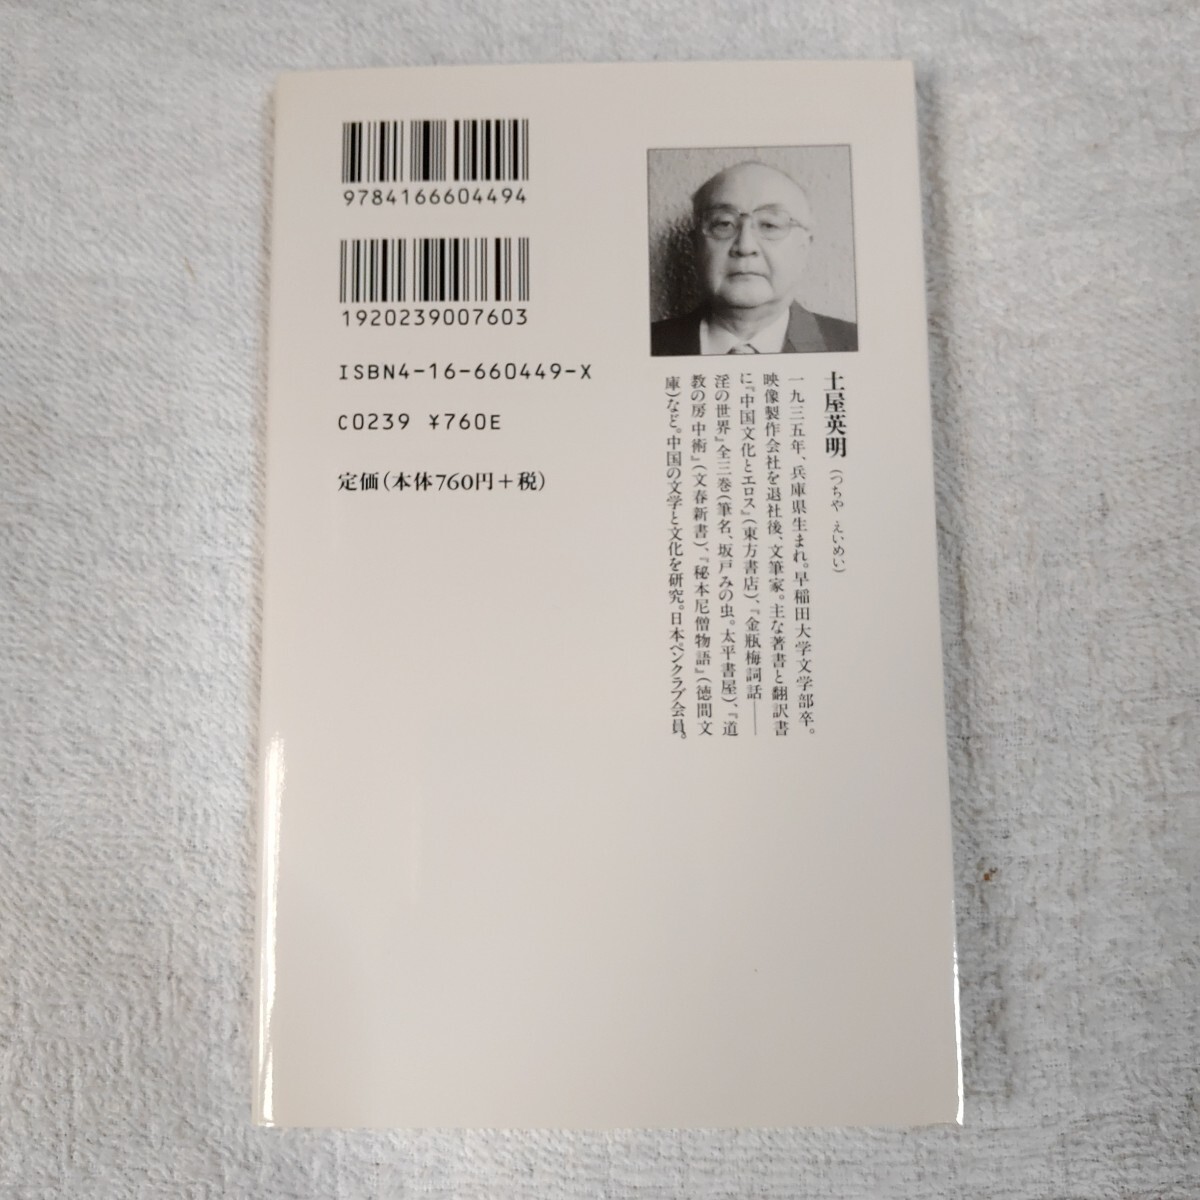 9784166604494
1920239007603
ISBN4-16-660449-X
C0239 ¥760E
定価(本体760円+税)
土屋英明(つちや えいめい)
一九三五年、兵庫県生まれ。早稲田大学文学部卒。
映像製作会社を退社後、文筆家。主な著書と翻訳書
に『中国文化とエロス』(東方書店)、『金瓶梅詞話――
淫の世界』全三巻(筆名、坂戸みの虫。太平書屋)、『道
教の房中術』(文春新書)、『秘本尼僧物語』(徳間文
庫)など。中国の文学と文化を研究。日本ペンクラブ会員。